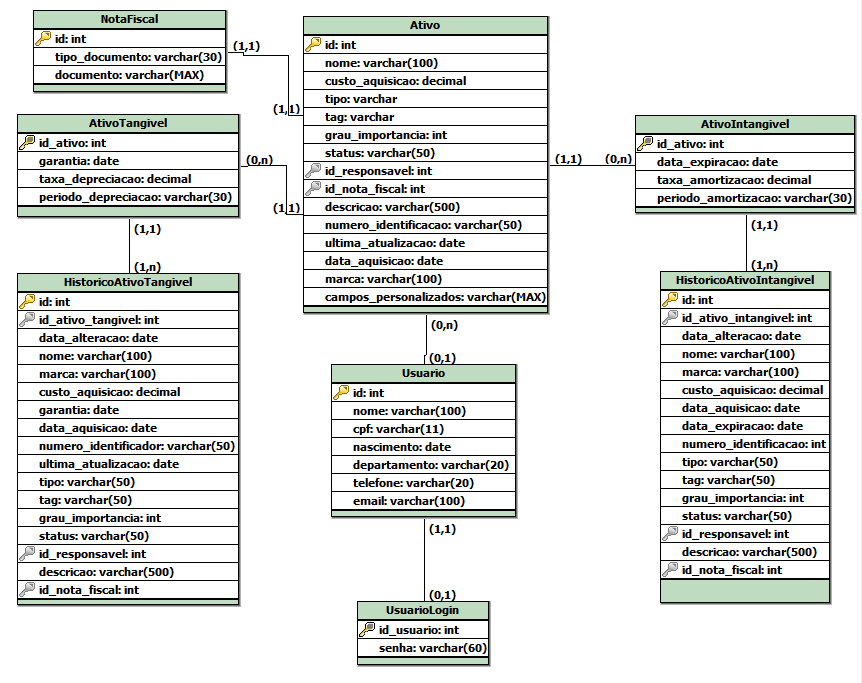 NotaFiscal
id: int
tipo_documento: varchar(30)
documento: varchar(MAX)
(1,1)
(1,1)
Ativo
id: int
nome: varchar(100)
custo_aquisicao: decimal
tipo: varchar
tag: varchar
grau_importancia: int
status: varchar(50)
id_responsavel: int
id_nota_fiscal: int
descricao: varchar(500)
numero_identificacao: varchar(50)
ultima_atualizacao: date
data_aquisicao: date
marca: varchar(100)
campos_personalizados: varchar(MAX)
AtivoTangivel
id_ativo: int
garantia: date
taxa_depreciacao: decimal
periodo_depreciacao: varchar(30)
(0,n)
(1,1)
(1,1)
(0,n)
AtivoIntangivel
id_ativo: int
data_expiracao: date
taxa_amortizacao: decimal
periodo_amortizacao: varchar(30)
(1,1)
(1,n)
HistoricoAtivoTangivel
id: int
id_ativo_tangivel: int
data_alteracao: date
nome: varchar(100)
marca: varchar(100)
custo_aquisicao: decimal
garantia: date
data_aquisicao: date
numero_identificador: varchar(50)
ultima_atualizacao: date
tipo: varchar(50)
tag: varchar(50)
grau_importancia: int
status: varchar(50)
id_responsavel: int
descricao: varchar(500)
id_nota_fiscal: int
(0,n)
(0,1)
Usuario
id: int
nome: varchar(100)
cpf: varchar(11)
nascimento: date
departamento: varchar(20)
telefone: varchar(20)
email: varchar(100)
(1,1)
(0,1)
UsuarioLogin
id_usuario: int
senha: varchar(60)
(1,1)
(1,n)
HistoricoAtivoIntangivel
id: int
id_ativo_intangivel: int
data_alteracao: date
nome: varchar(100)
marca: varchar(100)
custo_aquisicao: decimal
data_aquisicao: date
data_expiracao: date
numero_identificacao: int
tipo: varchar(50)
tag: varchar(50)
grau_importancia: int
status: varchar(50)
id_responsavel: int
descricao: varchar(500)
id_nota_fiscal: int